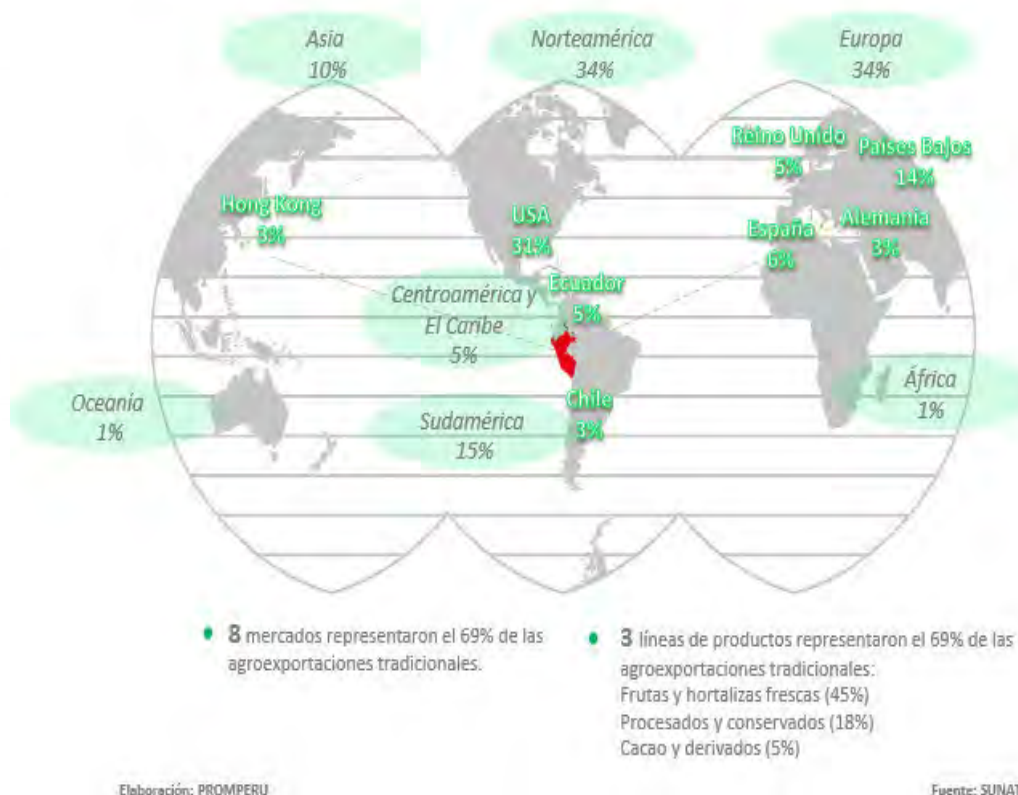 Asia
10%
Norteamérica
34%
Europa
34%
Reino Unido
5%
Países Bajos
14%
Hong Kong
3%
USA
31%
España
6%
Alemania
3%
Ecuador
5%
Centroamérica y
El Caribe
5%
Oceanía
1%
África
1%
Chile
3%
Sudamérica
15%
• 8 mercados representaron el 69% de las
agroexportaciones tradicionales.
• 3 líneas de productos representaron el 69% de las
agroexportaciones tradicionales:
Frutas y hortalizas frescas (45%)
Procesados y conservados (18%)
Cacao y derivados (5%)
Elaboración: PROMPERU
Fuente: SUNAT